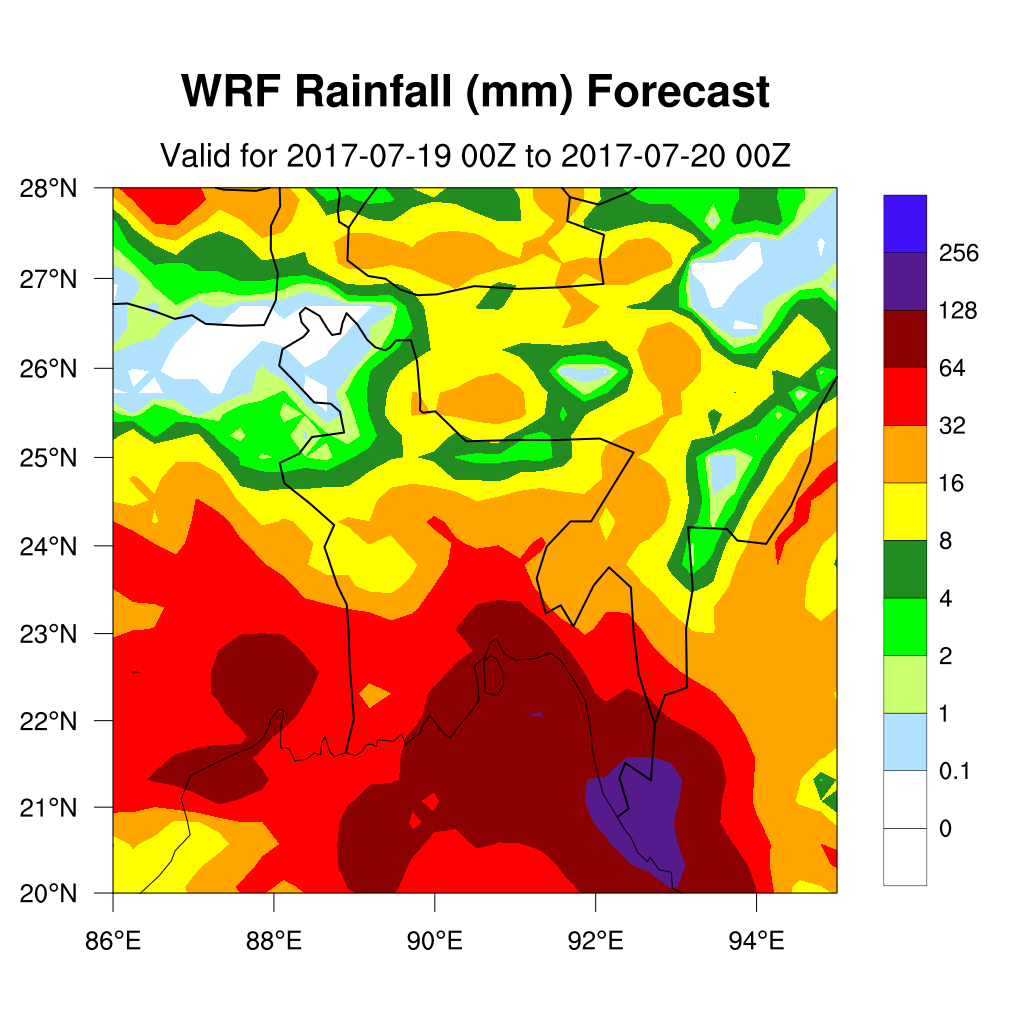 WRF Rainfall (mm) Forecast
Valid for 2017-07-19 00Z to 2017-07-20 00Z
28°N
27°N
26°N
25°N
24°N
23°N
22°N
21°N
20°N
86°E 88°E 90°E 92°E 94°E
256
128
64
32
16
8
4
2
1
0.1
0